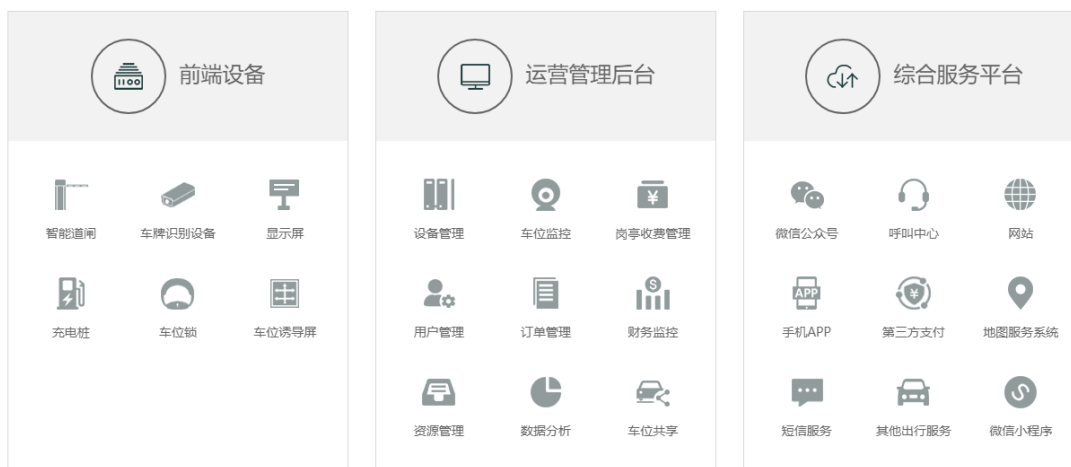 前端设备
智能道闸 车牌识别设备 显示屏
充电桩 车位锁 车位诱导屏
运营管理后台
设备管理 车位监控 岗亭收费管理
¥
用户管理 订单管理 财务监控
$
资源管理 数据分析 车位共享
综合服务平台
微信公众号 呼叫中心 网站
APP ¥
手机APP 第三方支付 地图服务系统
短信服务 其他出行服务 微信小程序